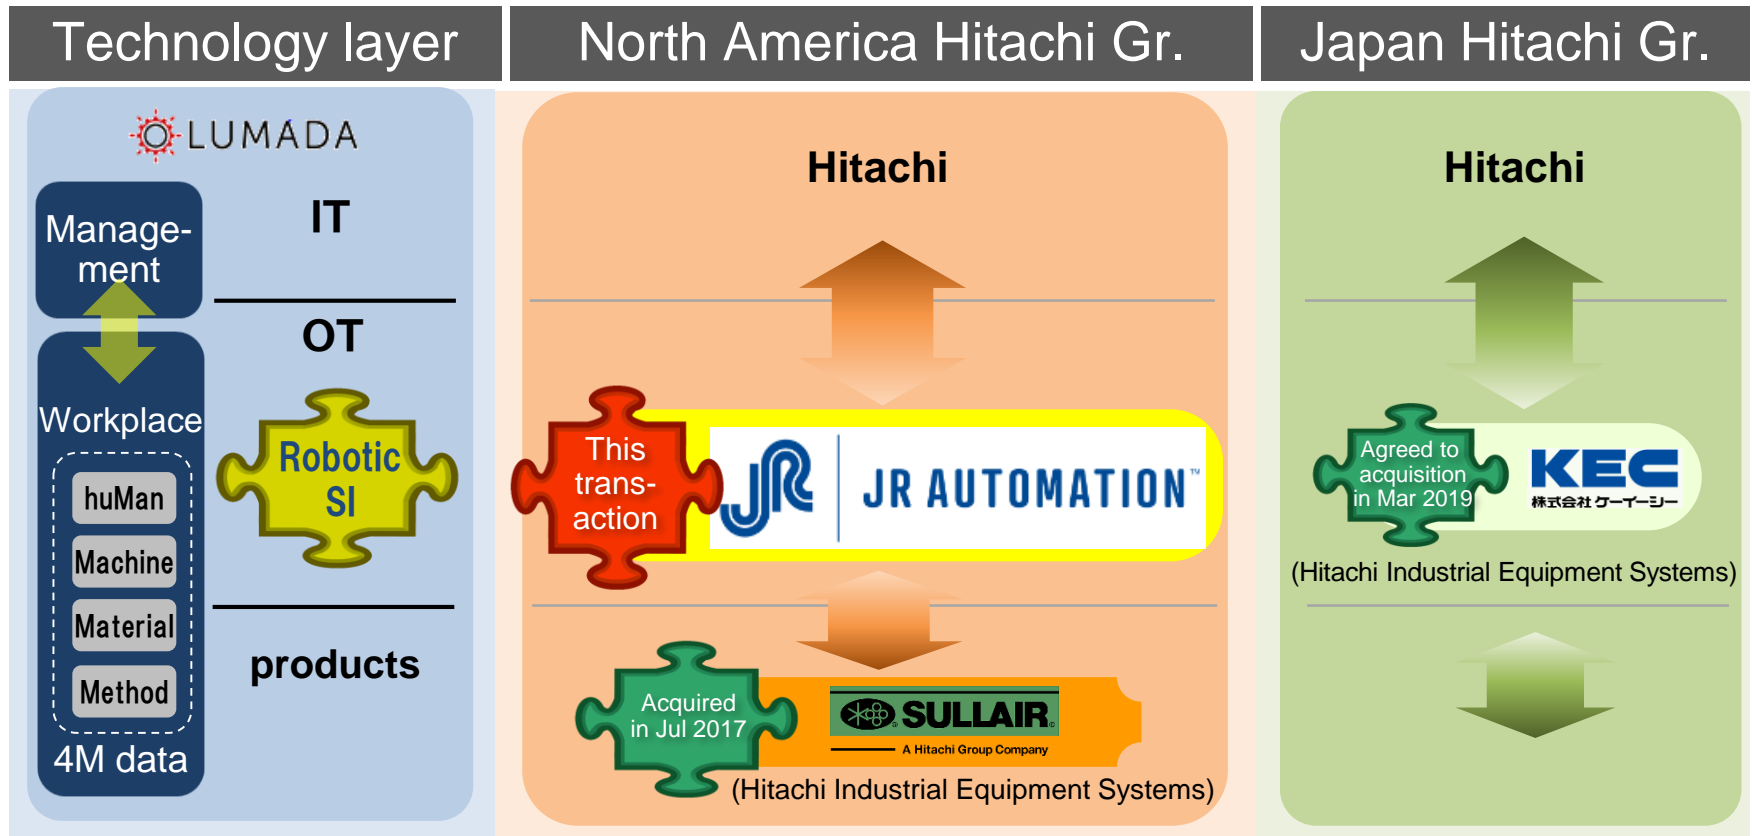 Technology layer
North America Hitachi Gr.
Japan Hitachi Gr.
LUMADA
Manage-
ment
IT
OT
Workplace
huMan
Machine
Material
Method
4M data
Robotic
SI
products
Hitachi
This
trans-
action
JR
JR AUTOMATION™
Acquired
in Jul 2017
SULLAIR
A Hitachi Group Company
(Hitachi Industrial Equipment Systems)
Hitachi
Agreed to
acquisition
in Mar 2019
KEC
株式会社 ケーイーシー
(Hitachi Industrial Equipment Systems)